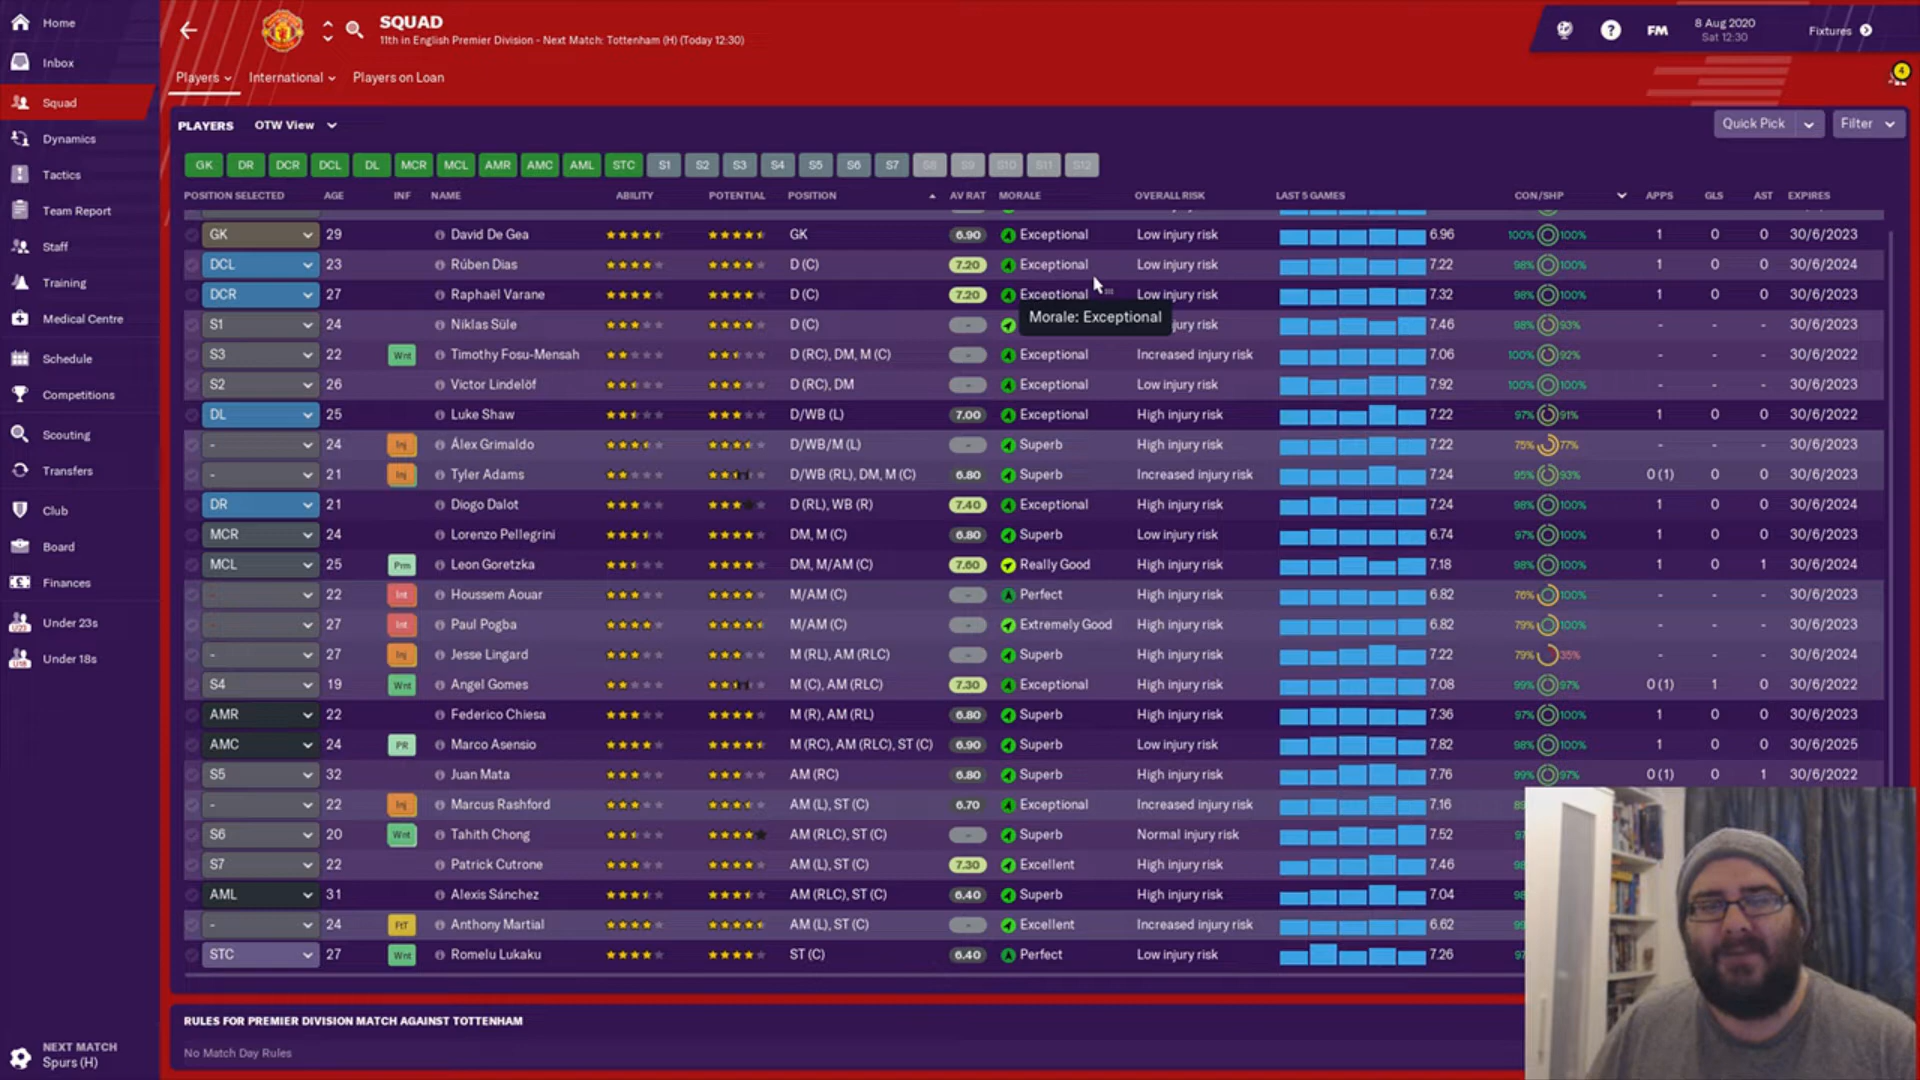 Home
Inbox
Squad
Dynamics
Tactics
Team Report
Staff
Training
Medical Centre
Schedule
Competitions
Scouting
Transfers
Club
Board
Finances
Under 23s
Under 18s
NEXT MATCH
Spurs (H)
SQUAD
11th in English Premier Division - Next Match: Tottenham (H) (Today 12:30)
FM
8 Aug 2020
Sat 12:30
Fixtures
4
Players International Players on Loan
PLAYERS OTW View Quick Pick Filter
GK DR DCR DCL DL MCR MCL AMR AMC AML STC S1 S2 S3 S4 S5 S6 S7 S8 S9 S10 S11 S12
POSITION SELECTED AGE INF NAME ABILITY POTENTIAL POSITION AV RAT MORALE OVERALL RISK LAST 5 GAMES CON/SHP APPS GLS AST EXPIRES
GK 29 David De Gea GK 6.90 Exceptional Low injury risk 6.96 100% 100% 1 0 0 30/6/2023
DCL 23 Rúben Dias D (C) 7.20 Exceptional Low injury risk 7.22 98% 100% 1 0 0 30/6/2024
DCR 27 Raphaël Varane D (C) 7.20 Exceptional Low injury risk 7.32 98% 100% 1 0 0 30/6/2023
Morale: Exceptional
S1 24 Niklas Süle D (C) - jury risk 7.46 98% 93% - - - 30/6/2023
S3 22 Wnt Timothy Fosu-Mensah D (RC), DM, M (C) - Exceptional Increased injury risk 7.06 100% 92% - - - 30/6/2022
S2 26 Victor Lindelöf D (RC), DM - Exceptional Low injury risk 7.92 100% 100% - - - 30/6/2023
DL 25 Luke Shaw D/WB (L) 7.00 Exceptional High injury risk 7.22 97% 91% 1 0 0 30/6/2022
- 24 Inj Álex Grimaldo D/WB/M (L) - Superb High injury risk 7.22 75% 77% - - - 30/6/2023
- 21 Inj Tyler Adams D/WB (RL), DM, M (C) 6.80 Superb Increased injury risk 7.24 95% 93% 0 (1) 0 0 30/6/2023
DR 21 Diogo Dalot D (RL), WB (R) 7.40 Exceptional High injury risk 7.24 98% 100% 1 0 0 30/6/2024
MCR 24 Lorenzo Pellegrini DM, M (C) 6.80 Superb Low injury risk 6.74 97% 100% 1 0 0 30/6/2023
MCL 25 Prm Leon Goretzka DM, M/AM (C) 7.60 Really Good High injury risk 7.18 98% 100% 1 0 1 30/6/2024
- 22 Int Houssem Aouar M/AM (C) - Perfect High injury risk 6.82 76% 100% - - - 30/6/2023
- 27 Int Paul Pogba M/AM (C) - Extremely Good High injury risk 6.82 79% 100% - - - 30/6/2023
- 27 Inj Jesse Lingard M (RL), AM (RLC) - Superb High injury risk 7.22 79% 35% - - - 30/6/2024
S4 19 Wnt Angel Gomes M (C), AM (RLC) 7.30 Exceptional High injury risk 7.08 99% 97% 0 (1) 1 0 30/6/2022
AMR 22 Federico Chiesa M (R), AM (RL) 6.80 Superb High injury risk 7.36 97% 100% 1 0 0 30/6/2023
AMC 24 PR Marco Asensio M (RC), AM (RLC), ST (C) 6.90 Superb Low injury risk 7.82 98% 100% 1 0 0 30/6/2025
S5 32 Juan Mata AM (RC) 6.80 Superb High injury risk 7.76 99% 97% 0 (1) 0 1 30/6/2022
- 22 Inj Marcus Rashford AM (L), ST (C) 6.70 Exceptional Increased injury risk 7.16
S6 20 Wnt Tahith Chong AM (RLC), ST (C) - Superb Normal injury risk 7.52
S7 22 Patrick Cutrone AM (L), ST (C) 7.30 Excellent High injury risk 7.46
AML 31 Alexis Sánchez AM (RLC), ST (C) 6.40 Superb High injury risk 7.04
- 24 FtT Anthony Martial AM (L), ST (C) - Excellent Increased injury risk 6.62
STC 27 Wnt Romelu Lukaku ST (C) 6.40 Perfect Low injury risk 7.26
RULES FOR PREMIER DIVISION MATCH AGAINST TOTTENHAM
No Match Day Rules